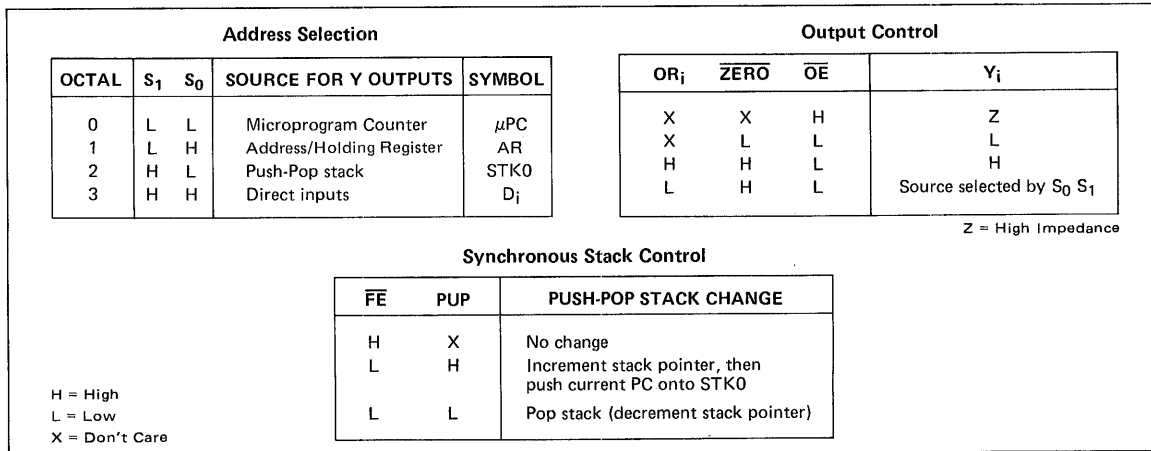 Address Selection
OCTAL S1 S0 SOURCE FOR Y OUTPUTS SYMBOL
0 L L Microprogram Counter μPC
1 L H Address/Holding Register AR
2 H L Push-Pop stack STK0
3 H H Direct inputs Di
Output Control
ORi ZERO OE Yi
X X H Z
X L L L
H H L H
L H L Source selected by S0 S1
Z = High Impedance
Synchronous Stack Control
FE PUP PUSH-POP STACK CHANGE
H X No change
L H Increment stack pointer, then
push current PC onto STK0
L L Pop stack (decrement stack pointer)
H = High
L = Low
X = Don't Care